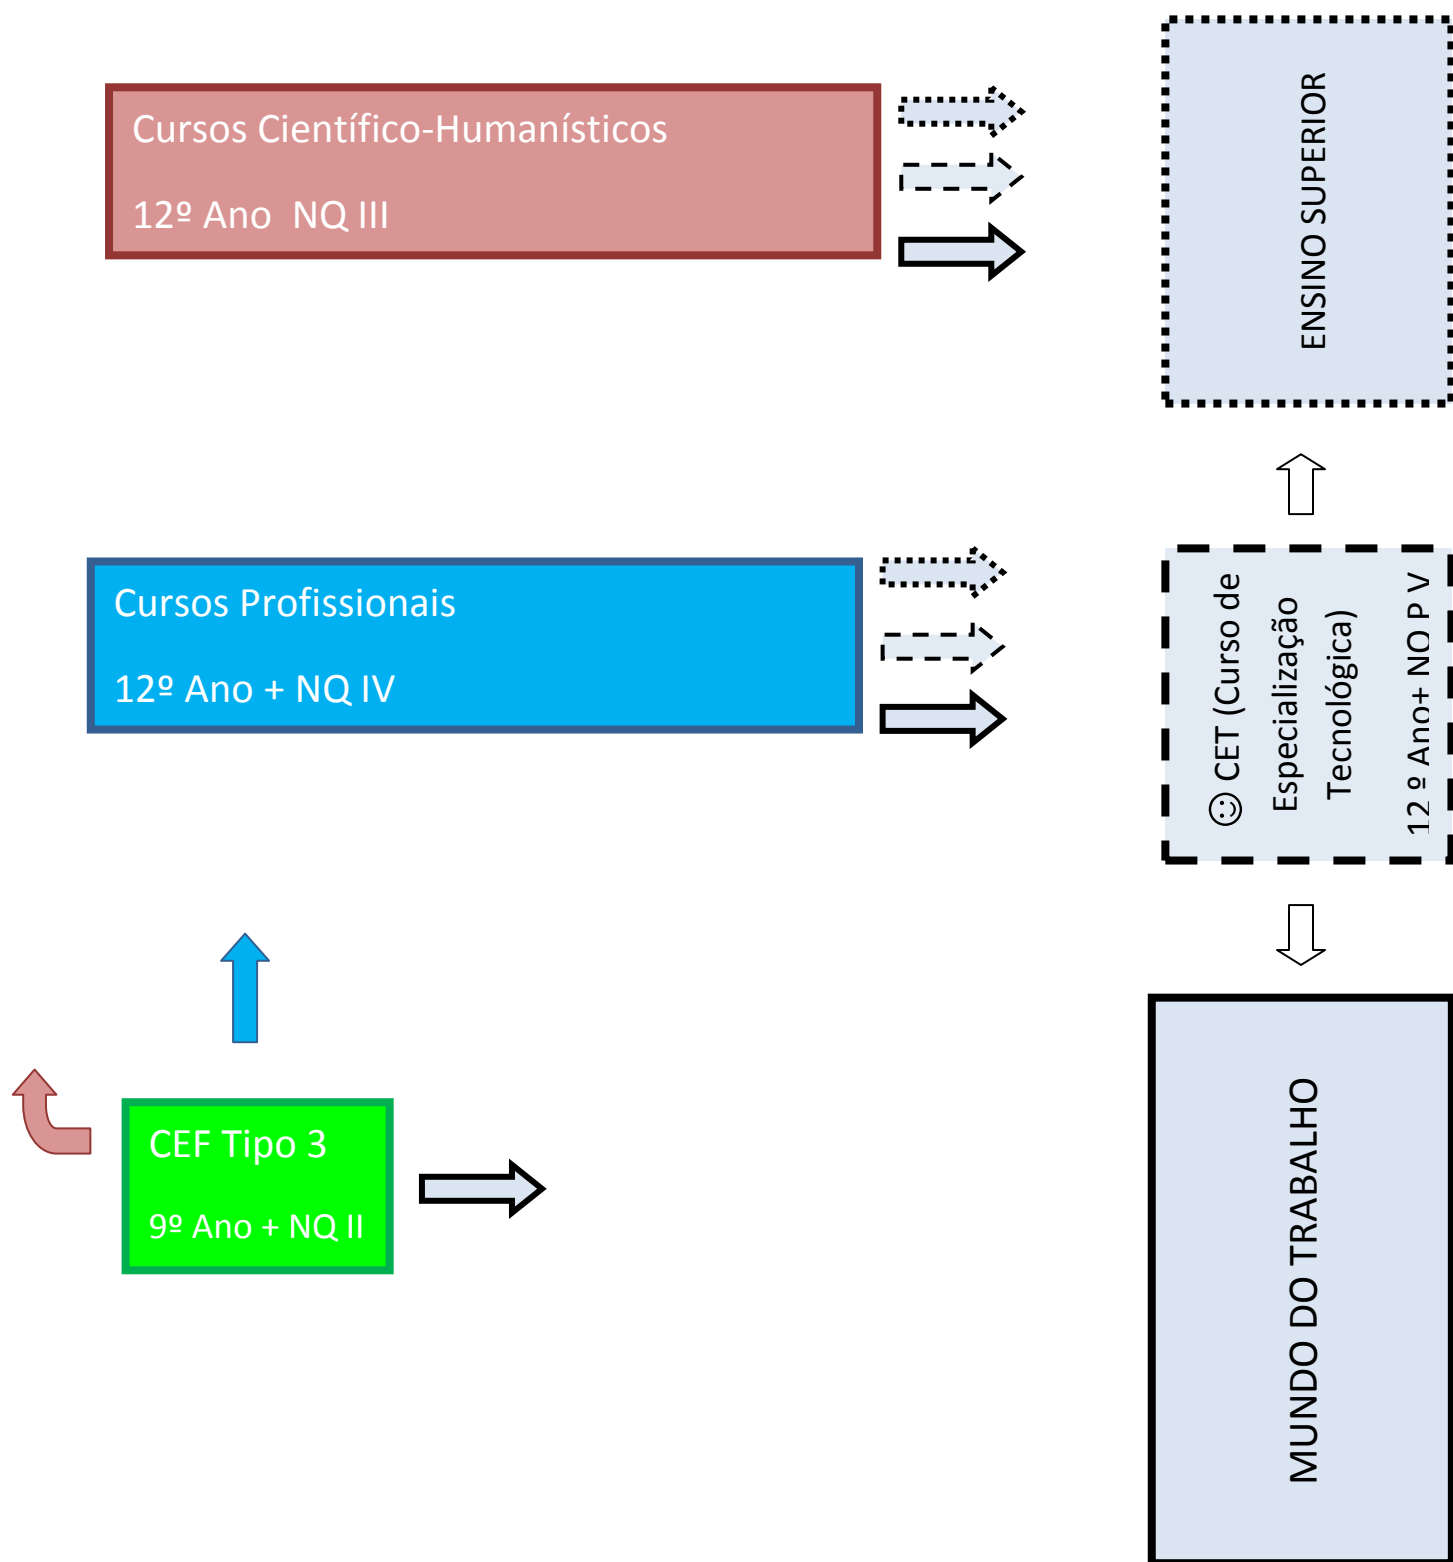 Cursos Científico-Humanísticos
12º Ano  NQ III
ENSINO SUPERIOR
Cursos Profissionais
12º Ano + NQ IV
☺ CET (Curso de
Especialização
Tecnológica)
12 º Ano+ NQ P V
CEF Tipo 3
9º Ano + NQ II
MUNDO DO TRABALHO